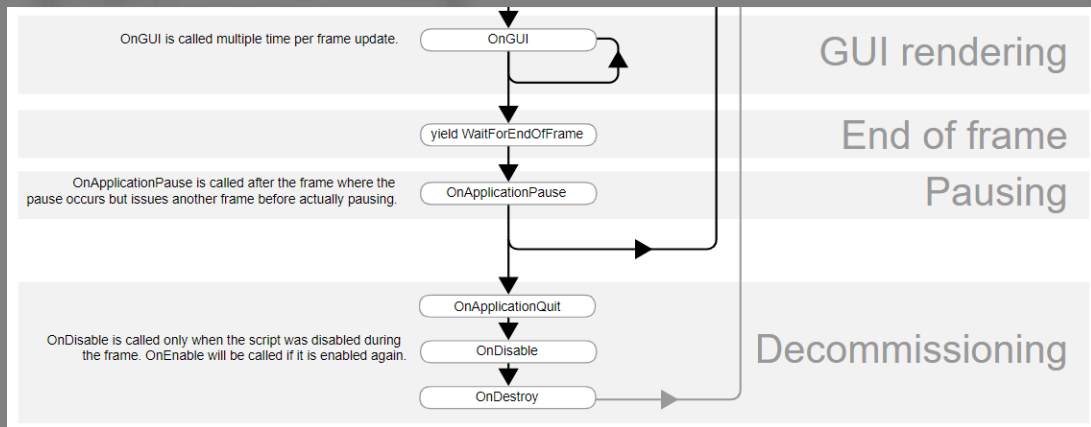 OnGUI is called multiple time per frame update.
OnGUI
GUI rendering
yield WaitForEndOfFrame
End of frame
OnApplicationPause is called after the frame where the
pause occurs but issues another frame before actually pausing.
OnApplicationPause
Pausing
OnApplicationQuit
OnDisable is called only when the script was disabled during
the frame. OnEnable will be called if it is enabled again.
OnDisable
Decommissioning
OnDestroy